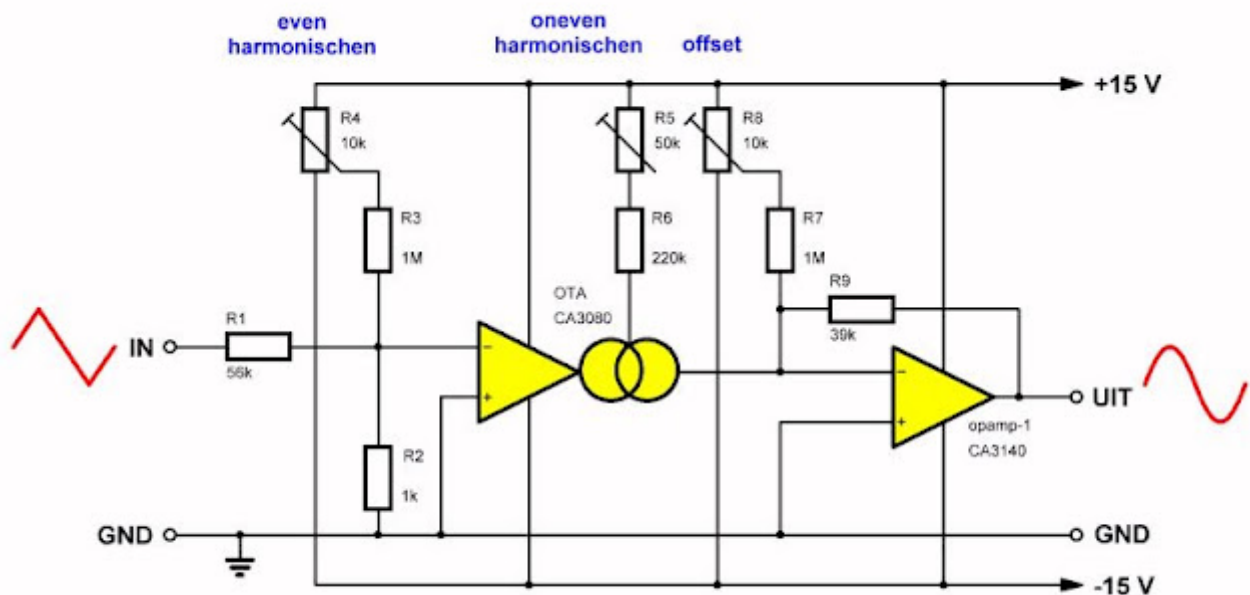 even
harmonischen
oneven
harmonischen
offset
+15 V
R4
10k
R5
50k
R8
10k
R3
1M
R6
220k
R7
1M
OTA
CA3080
R9
39k
R1
56k
IN
UIT
opamp-1
CA3140
R2
1k
GND
GND
-15 V